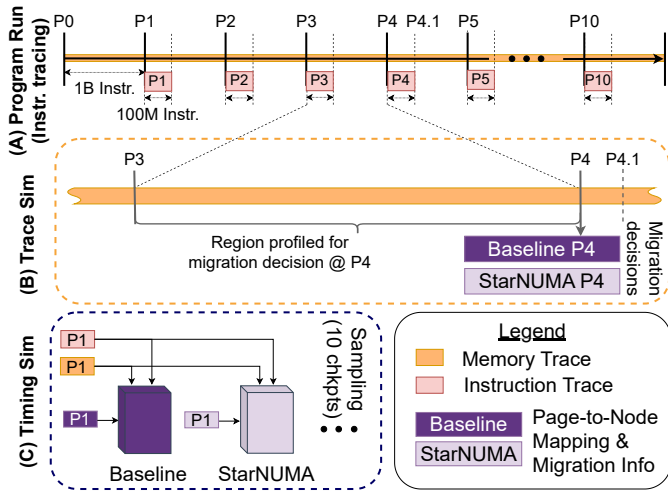 (A) Program Run
(Instr. tracing)
P0
P1
P2
P3
P4
P4.1
P5
P10
P1
P2
P3
P4
P5
P10
1B Instr.
100M Instr.
(B) Trace Sim
P3
P4
P4.1
Region profiled for
migration decision @ P4
Baseline P4
StarNUMA P4
Migration
decisions
(C) Timing Sim
P1
P1
P1
P1
Baseline
StarNUMA
Sampling
(10 chkpts)
Legend
Memory Trace
Instruction Trace
Baseline
StarNUMA
Page-to-Node
Mapping &
Migration Info